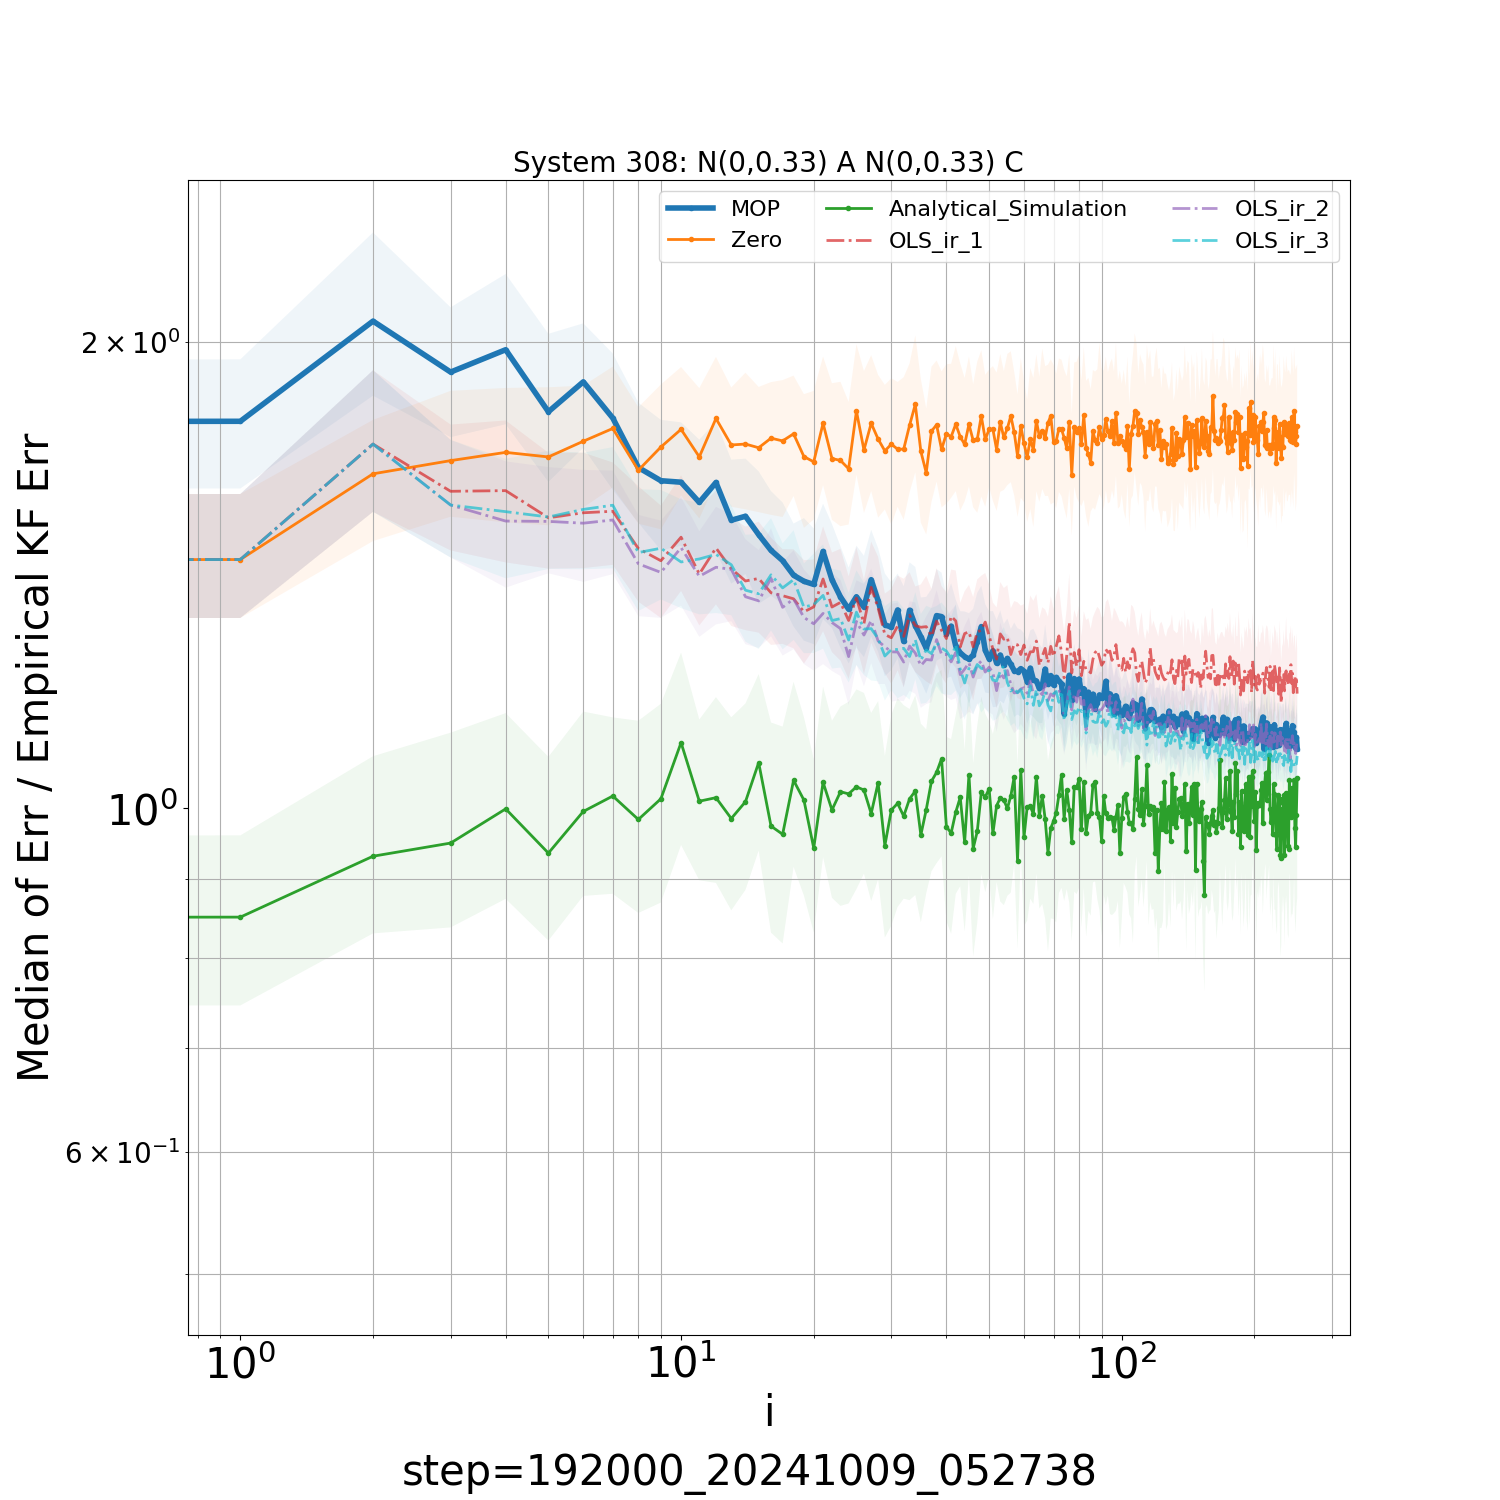 System 308: N(0,0.33) A N(0,0.33) C
MOP
Zero
Analytical_Simulation
OLS_ir_1
OLS_ir_2
OLS_ir_3
Median of Err / Empirical KF Err
2 × 10⁰
10⁰
6 × 10⁻¹
10⁰
10¹
10²
i
step=192000_20241009_052738